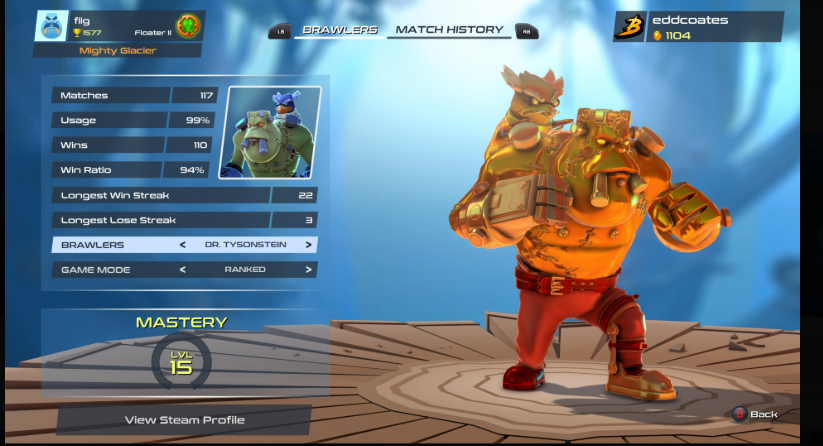 flig
1577
Floater II
Mighty Glacier
LB
BRAWLERS
MATCH HISTORY
RB
eddcoates
1104
Matches 117
Usage 99%
Wins 110
Win Ratio 94%
Longest Win Streak 22
Longest Lose Streak 3
BRAWLERS < DR. TYSONSTEIN >
GAME MODE < RANKED >
MASTERY
LVL
15
View Steam Profile
B Back